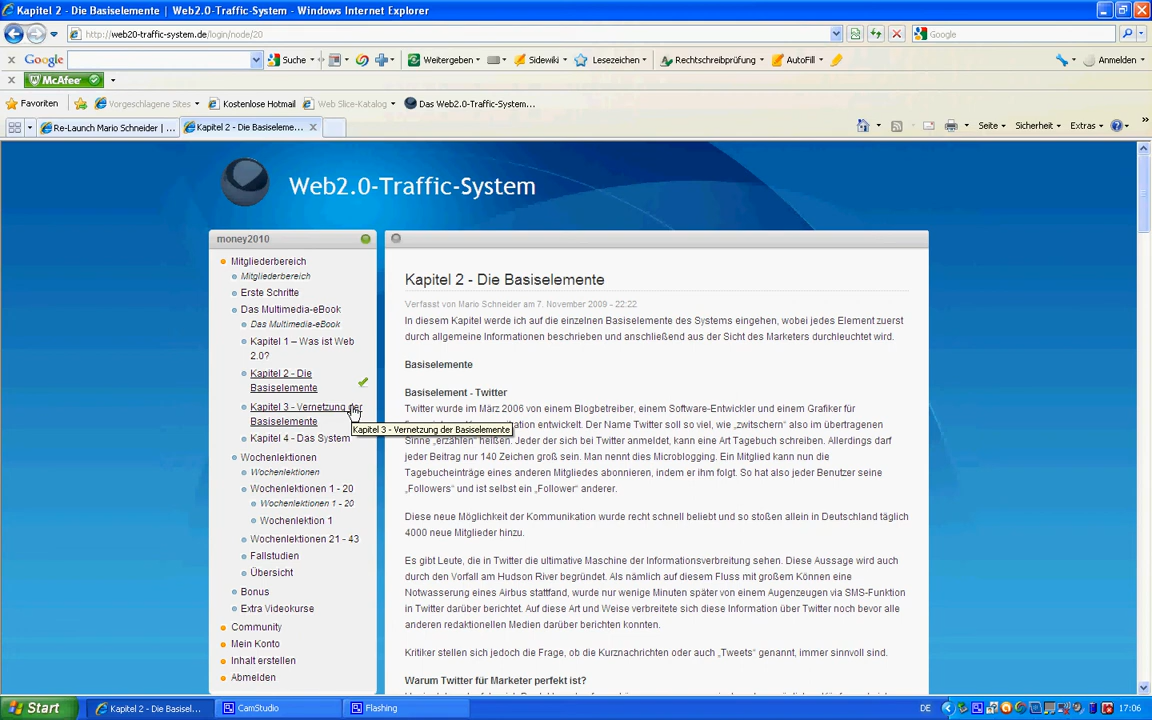 Kapitel 2 - Die Basiselemente | Web2.0-Traffic-System - Windows Internet Explorer
http://web20-traffic-system.de/login/node/20
Google
Google
Suche
Weitergeben
Sidewiki
Lesezeichen
Rechtschreibprüfung
AutoFill
Anmelden
McAfee
Favoriten
Vorgeschlagene Sites
Kostenlose Hotmail
Web Slice-Katalog
Das Web2.0-Traffic-System...
Re-Launch Mario Schneider | ...
Kapitel 2 - Die Basiseleme...
Seite
Sicherheit
Extras
Web2.0-Traffic-System
money2010
Mitgliederbereich
Mitgliederbereich
Erste Schritte
Das Multimedia-eBook
Das Multimedia-eBook
Kapitel 1 – Was ist Web
2.0?
Kapitel 2 - Die
Basiselemente
Kapitel 3 - Vernetzung der
Basiselemente
Kapitel 4 - Das System
Wochenlektionen
Wochenlektionen
Wochenlektionen 1 - 20
Wochenlektionen 1 - 20
Wochenlektion 1
Wochenlektionen 21 - 43
Fallstudien
Übersicht
Bonus
Extra Videokurse
Community
Mein Konto
Inhalt erstellen
Abmelden
Kapitel 3 - Vernetzung der Basiselemente
Kapitel 2 - Die Basiselemente
Verfasst von Mario Schneider am 7. November 2009 - 22:22
In diesem Kapitel werde ich auf die einzelnen Basiselemente des Systems eingehen, wobei jedes Element zuerst
durch allgemeine Informationen beschrieben und anschließend aus der Sicht des Marketers durchleuchtet wird.
Basiselemente
Basiselement - Twitter
Twitter wurde im März 2006 von einem Blogbetreiber, einem Software-Entwickler und einem Grafiker für
entwickelt. Der Name Twitter soll so viel, wie „zwitschern“ also im übertragenen
Sinne „erzählen“ heißen. Jeder der sich bei Twitter anmeldet, kann eine Art Tagebuch schreiben. Allerdings darf
jeder Beitrag nur 140 Zeichen groß sein. Man nennt dies Microblogging. Ein Mitglied kann nun die
Tagebucheinträge eines anderen Mitgliedes abonnieren, indem er ihm folgt. So hat also jeder Benutzer seine
„Followers“ und ist selbst ein „Follower“ anderer.
Diese neue Möglichkeit der Kommunikation wurde recht schnell beliebt und so stoßen allein in Deutschland täglich
4000 neue Mitglieder hinzu.
Es gibt Leute, die in Twitter die ultimative Maschine der Informationsverbreitung sehen. Diese Aussage wird auch
durch den Vorfall am Hudson River begründet. Als nämlich auf diesem Fluss mit großem Können eine
Notwasserung eines Airbus stattfand, wurde nur wenige Minuten später von einem Augenzeugen via SMS-Funktion
in Twitter darüber berichtet. Auf diese Art und Weise verbreitete sich diese Information über Twitter noch bevor alle
anderen redaktionellen Medien darüber berichten konnten.
Kritiker stellen sich jedoch die Frage, ob die Kurznachrichten oder auch „Tweets“ genannt, immer sinnvoll sind.
Warum Twitter für Marketer perfekt ist?
Start
Kapitel 2 - Die Basisel...
CamStudio
Flashing
DE
17:06